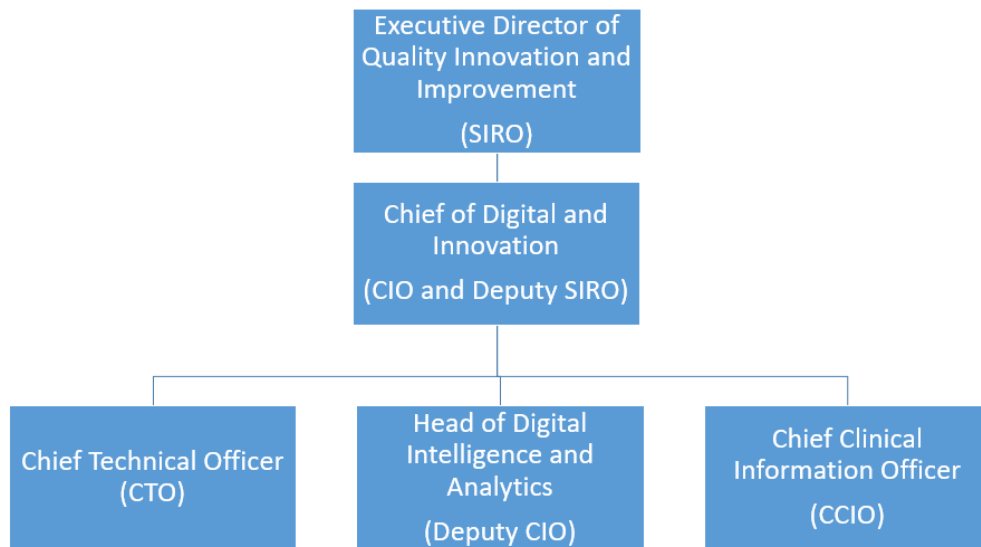 Executive Director of
Quality Innovation and
Improvement
(SIRO)
Chief of Digital and
Innovation
(CIO and Deputy SIRO)
Chief Technical Officer
(CTO)
Head of Digital
Intelligence and
Analytics
(Deputy CIO)
Chief Clinical
Information Officer
(CCIO)